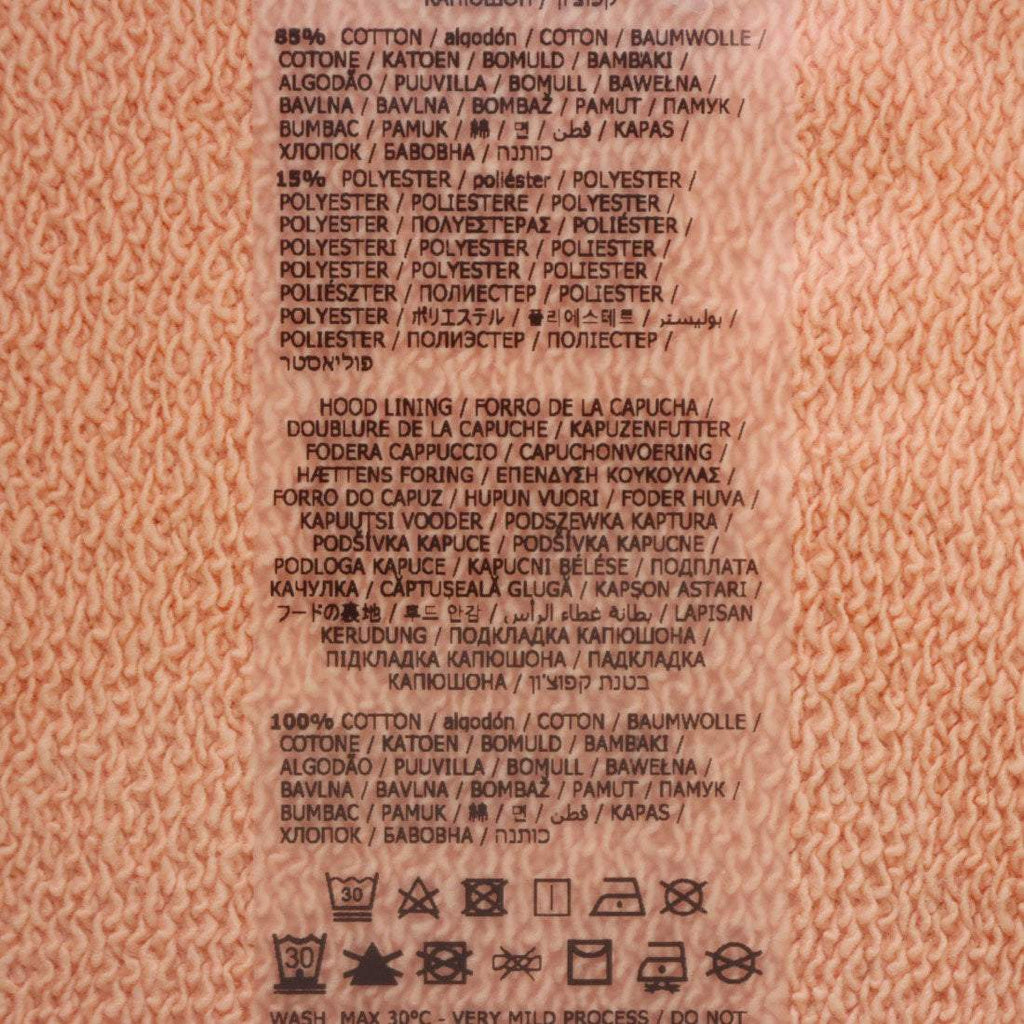 КАПЮШОН / קפוצ'ון
85% COTTON / algodón / COTON / BAUMWOLLE /
COTONE / KATOEN / BOMULD / ΒΑΜΒΑΚΙ /
ALGODÃO / PUUVILLA / BOMULL / BAWEŁNA /
BAVLNA / BAVLNA / BOMBAŽ / PAMUT / ПАМУК /
BUMBAC / PAMUK / 綿 / 면 / قطن / KAPAS /
ХЛОПОК / БАВОВНА / כותנה
15% POLYESTER / poliéster / POLYESTER /
POLYESTER / POLIESTERE / POLYESTER /
POLYESTER / ΠΟΛΥΕΣΤΕΡΑΣ / POLIÉSTER /
POLYESTERI / POLYESTER / POLIESTER /
POLYESTER / POLYESTER / POLIESTER /
POLIÉSZTER / ПОЛИЕСТЕР / POLIESTER /
POLYESTER / ポリエステル / 폴리에스테르 / بوليستر /
POLIESTER / ПОЛИЭСТЕР / ПОЛІЕСТЕР /
פוליאסטר
HOOD LINING / FORRO DE LA CAPUCHA /
DOUBLURE DE LA CAPUCHE / KAPUZENFUTTER /
FODERA CAPPUCCIO / CAPUCHONVOERING /
HÆTTENS FORING / ΕΠΕΝΔΥΣΗ ΚΟΥΚΟΥΛΑΣ /
FORRO DO CAPUZ / HUPUN VUORI / FODER HUVA /
KAPUUTSI VOODER / PODSZEWKA KAPTURA /
PODŠÍVKA KAPUCE / PODŠÍVKA KAPUCNE /
PODLOGA KAPUCE / KAPUCNI BÉLÉSE / ПОДПЛАТА
КАЧУЛКА / CĂPTUSEALĂ GLUGĂ / KAPSON ASTARI /
フードの裏地 / 후드 안감 / بطانة غطاء الرأس / LAPISAN
KERUDUNG / ПОДКЛАДКА КАПЮШОНА /
ПІДКЛАДКА КАПЮШОНА / ПАДКЛАДКА
КАПЮШОНА / בטנת קפוצ'ון
100% COTTON / algodón / COTON / BAUMWOLLE /
COTONE / KATOEN / BOMULD / ΒΑΜΒΑΚΙ /
ALGODÃO / PUUVILLA / BOMULL / BAWEŁNA /
BAVLNA / BAVLNA / BOMBAŽ / PAMUT / ПАМУК /
BUMBAC / PAMUK / 綿 / 면 / قطن / KAPAS /
ХЛОПОК / БАВОВНА / כותנה
30
30
WASH MAX 30°C - VERY MILD PROCESS / DO NOT